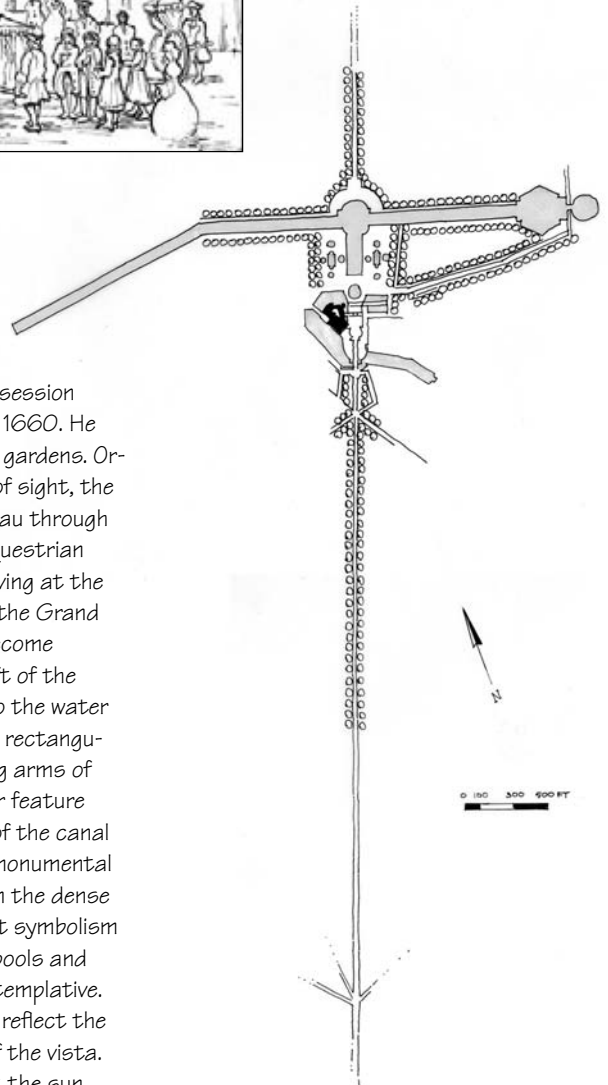 session
1660. He
gardens. Or-
of sight, the
au through
questrian
ving at the
the Grand
come
ft of the
o the water
rectangu-
g arms of
r feature
of the canal
monumental
n the dense
t symbolism
pools and
templative.
reflect the
f the vista.
the sun
N
0 100 300 500 FT